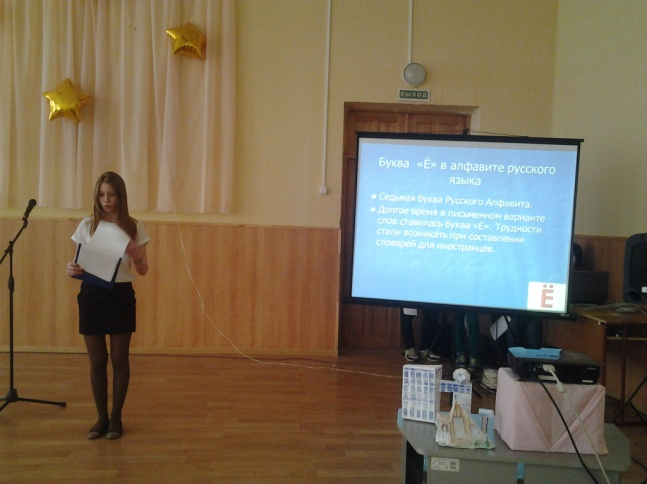 ВЫХОД
Буква «Ё» в алфавите русского
языка
Седьмая буква Русского Алфавита.
Долгое время в письменном варианте
слов ставилась буква «Е». Трудности
стали возникать при составлении
словарей для иностранцев.
Ё